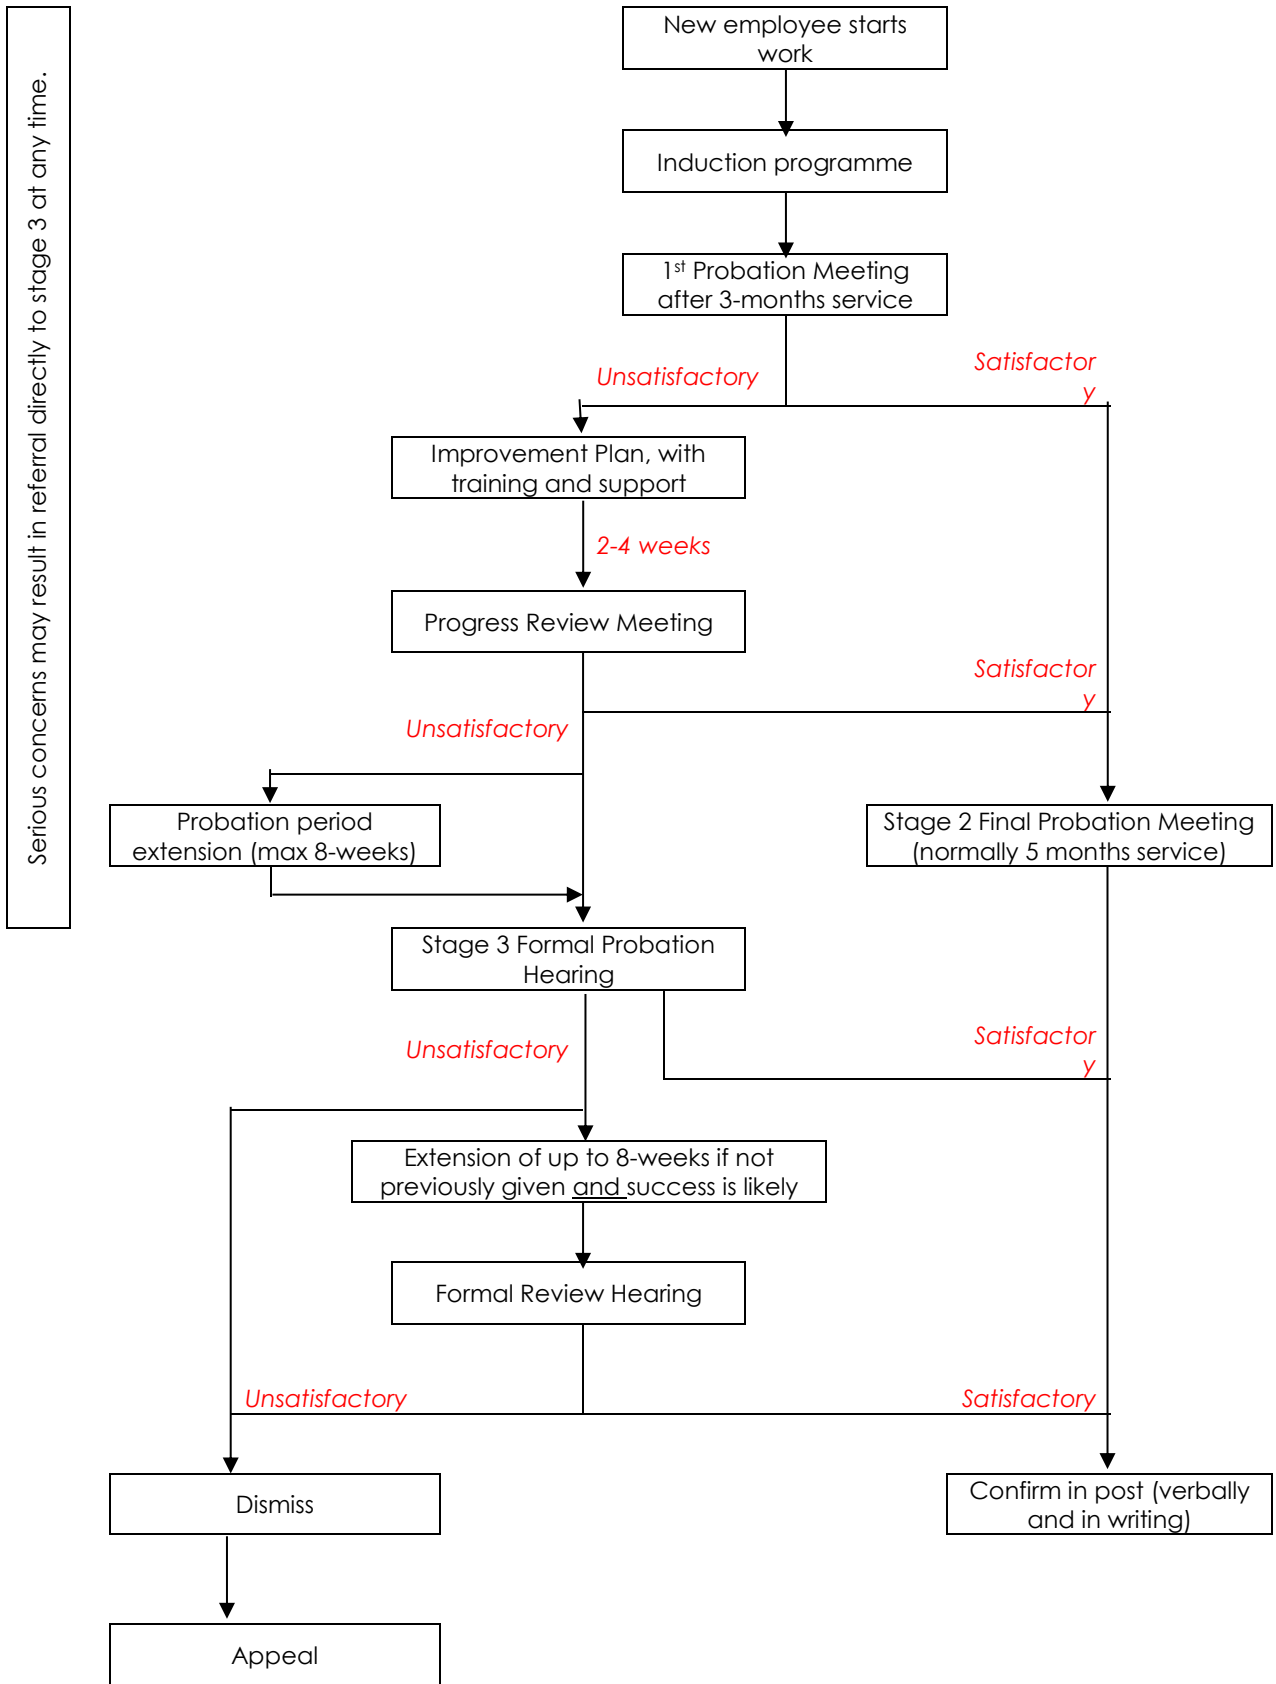 Serious concerns may result in referral directly to stage 3 at any time.
New employee starts
work
Induction programme
1st Probation Meeting
after 3-months service
Unsatisfactory
Satisfactor
y
Improvement Plan, with
training and support
2-4 weeks
Progress Review Meeting
Satisfactor
y
Unsatisfactory
Probation period
extension (max 8-weeks)
Stage 2 Final Probation Meeting
(normally 5 months service)
Stage 3 Formal Probation
Hearing
Unsatisfactory
Satisfactor
y
Extension of up to 8-weeks if not
previously given and success is likely
Formal Review Hearing
Unsatisfactory
Satisfactory
Dismiss
Confirm in post (verbally
and in writing)
Appeal